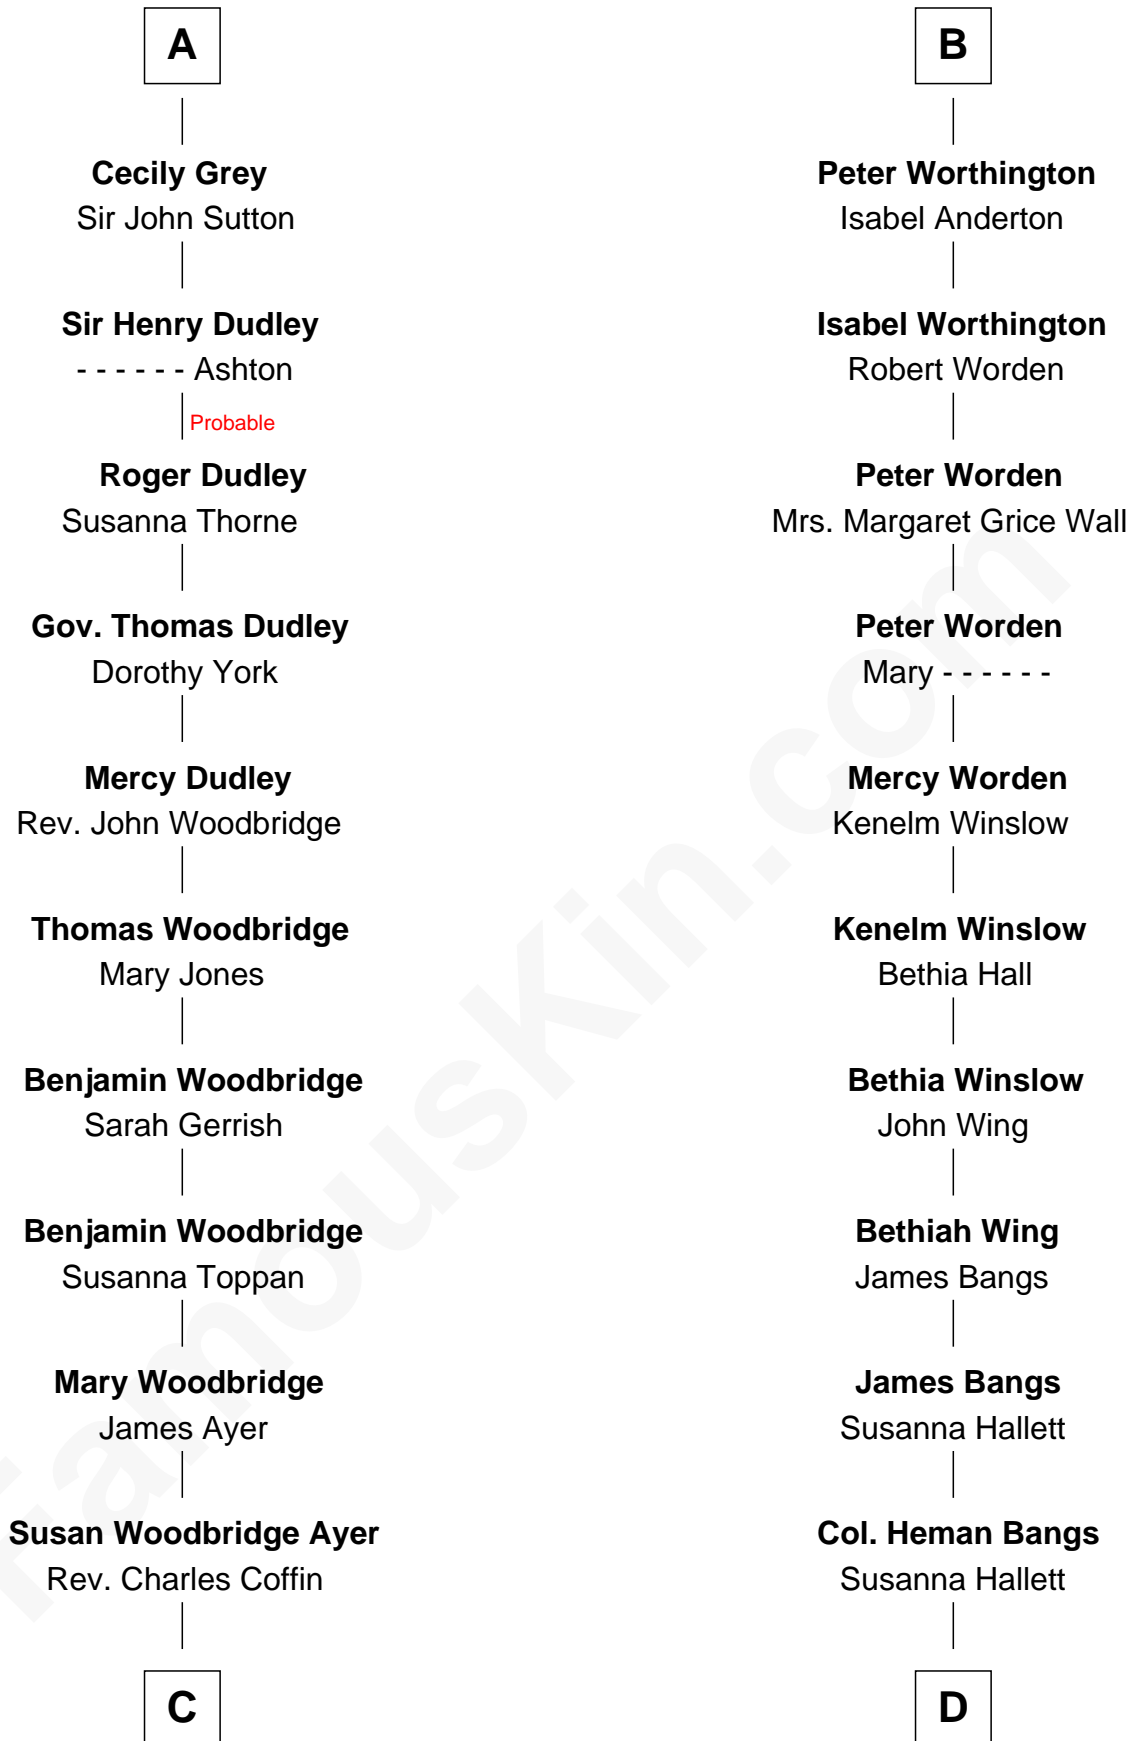 A
Cecily Grey
Sir John Sutton
Sir Henry Dudley
- - - - - - Ashton
Probable
Roger Dudley
Susanna Thorne
Gov. Thomas Dudley
Dorothy York
Mercy Dudley
Rev. John Woodbridge
Thomas Woodbridge
Mary Jones
Benjamin Woodbridge
Sarah Gerrish
Benjamin Woodbridge
Susanna Toppan
Mary Woodbridge
James Ayer
Susan Woodbridge Ayer
Rev. Charles Coffin
C
B
Peter Worthington
Isabel Anderton
Isabel Worthington
Robert Worden
Peter Worden
Mrs. Margaret Grice Wall
Peter Worden
Mary - - - - - -
Mercy Worden
Kenelm Winslow
Kenelm Winslow
Bethia Hall
Bethia Winslow
John Wing
Bethiah Wing
James Bangs
James Bangs
Susanna Hallett
Col. Heman Bangs
Susanna Hallett
D
FamousKin.com